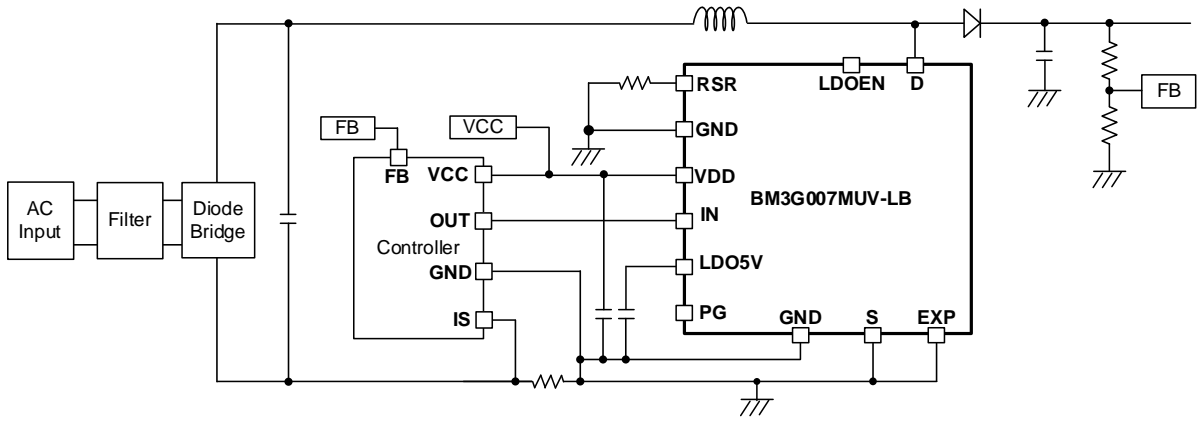 RSR
LDOEN
D
FB
FB
VCC
GND
FB
VCC
VDD
BM3G007MUV-LB
AC
Input
Filter
Diode
Bridge
OUT
IN
Controller
GND
LDO5V
IS
PG
GND
S
EXP